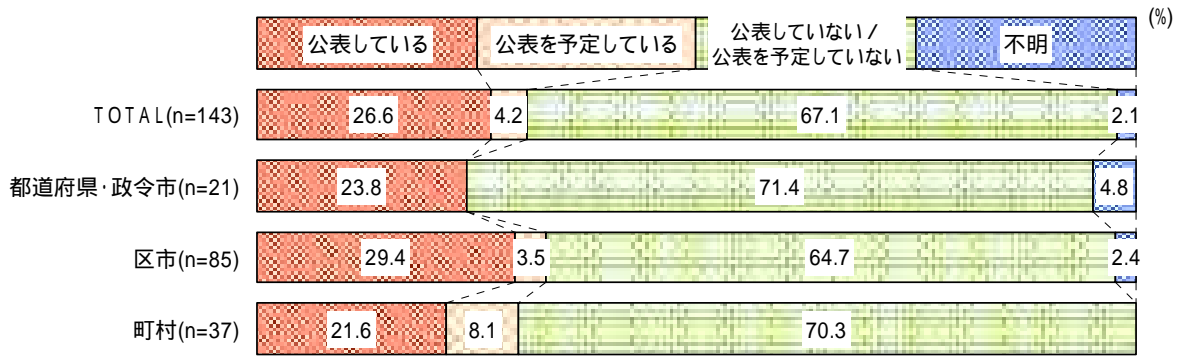 (%)
公表している
公表を予定している
公表していない /
公表を予定していない
不明
TOTAL(n=143)
26.6
4.2
67.1
2.1
都道府県･政令市(n=21)
23.8
71.4
4.8
区市(n=85)
29.4
3.5
64.7
2.4
町村(n=37)
21.6
8.1
70.3